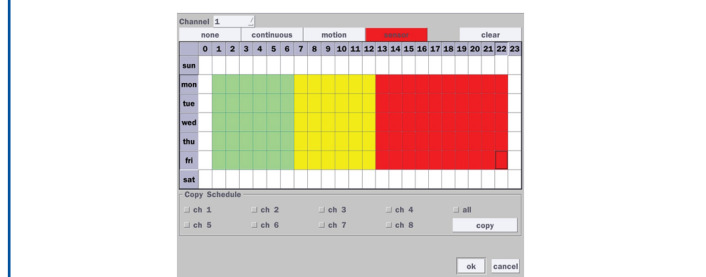 Channel 1
none continuous motion sensor clear
0 1 2 3 4 5 6 7 8 9 10 11 12 13 14 15 16 17 18 19 20 21 22 23
sun
mon
tue
wed
thu
fri
sat
Copy Schedule
ch 1 ch 2 ch 3 ch 4 all
ch 5 ch 6 ch 7 ch 8 copy
ok cancel